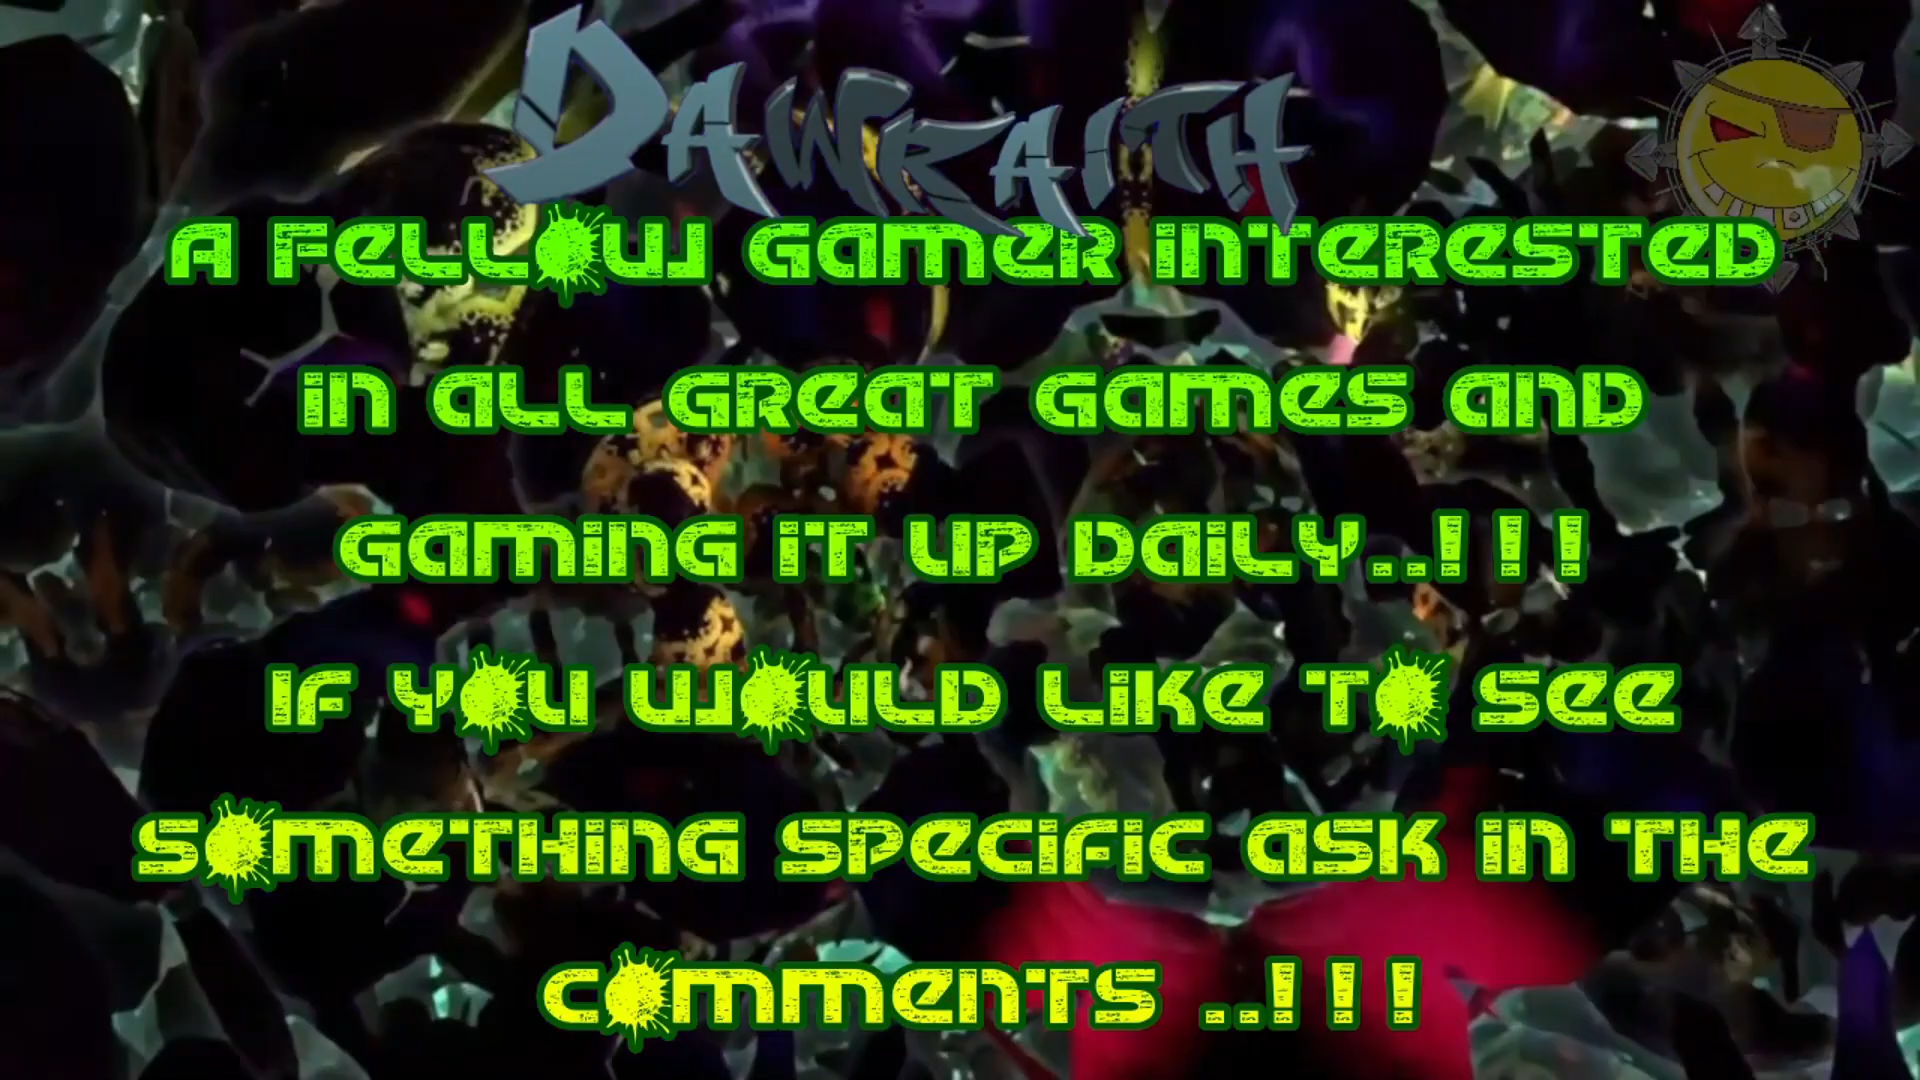 DAWRAITH
A FELLOW GAMER INTERESTED
IN ALL GREAT GAMES AND
GAMING IT UP DAILY..!!!
IF YOU WOULD LIKE TO SEE
SOMETHING SPECIFIC ASK IN THE
COMMENTS ..!!!